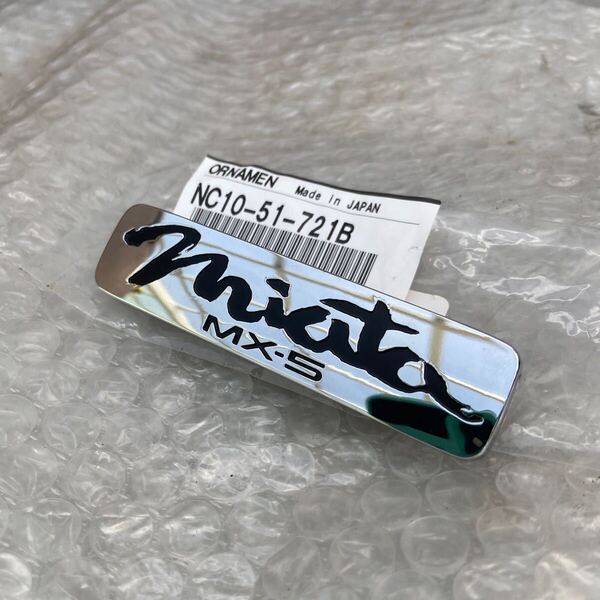 ORNAMEN
Made in JAPAN
NC10-51-721B
Miata
MX-5